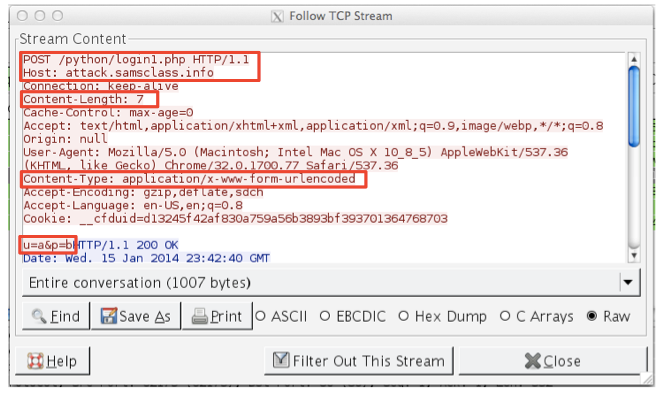 Follow TCP Stream
Stream Content
POST /python/login1.php HTTP/1.1
Host: attack.samsclass.info
Connection: keep-alive
Content-Length: 7
Cache-Control: max-age=0
Accept: text/html,application/xhtml+xml,application/xml;q=0.9,image/webp,*/*;q=0.8
Origin: null
User-Agent: Mozilla/5.0 (Macintosh; Intel Mac OS X 10_8_5) AppleWebKit/537.36
(KHTML, like Gecko) Chrome/32.0.1700.77 Safari/537.36
Content-Type: application/x-www-form-urlencoded
Accept-Encoding: gzip,deflate,sdch
Accept-Language: en-US,en;q=0.8
Cookie: __cfduid=d13245f42af830a759a56b3893bf393701364768703
u=a&p=bHTTP/1.1 200 OK
Date: Wed, 15 Jan 2014 23:42:40 GMT
Entire conversation (1007 bytes)
Find Save As Print ASCII EBCDIC Hex Dump C Arrays Raw
Help Filter Out This Stream Close